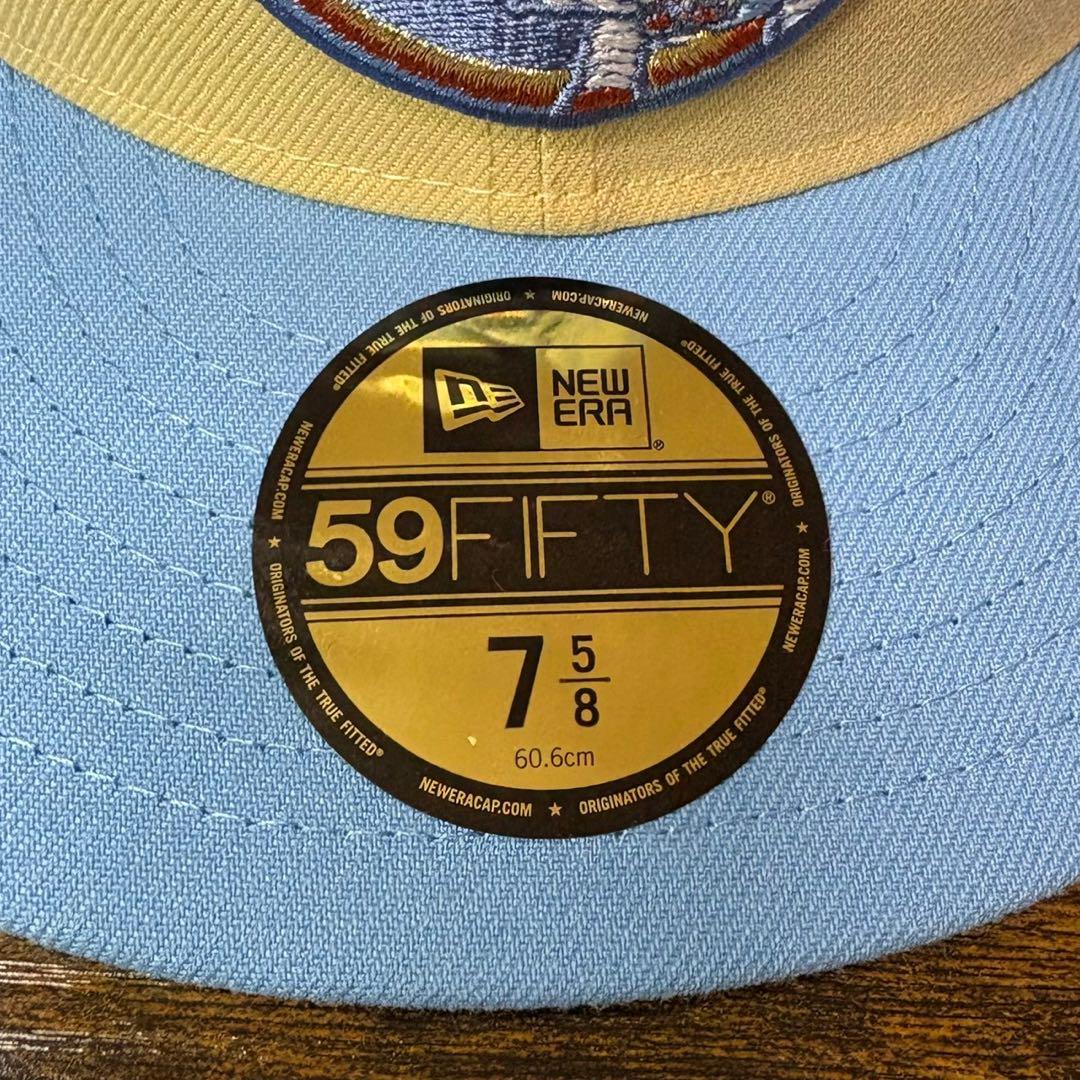 NEW
ERA®
59FIFTY®
7 5/8
60.6cm
NEWERACAP.COM ★ ORIGINATORS OF THE TRUE FITTED®
NEWERACAP.COM ★ ORIGINATORS OF THE TRUE FITTED®
NEWERACAP.COM ★ ORIGINATORS OF THE TRUE FITTED®
NEWERACAP.COM ★ ORIGINATORS OF THE TRUE FITTED®